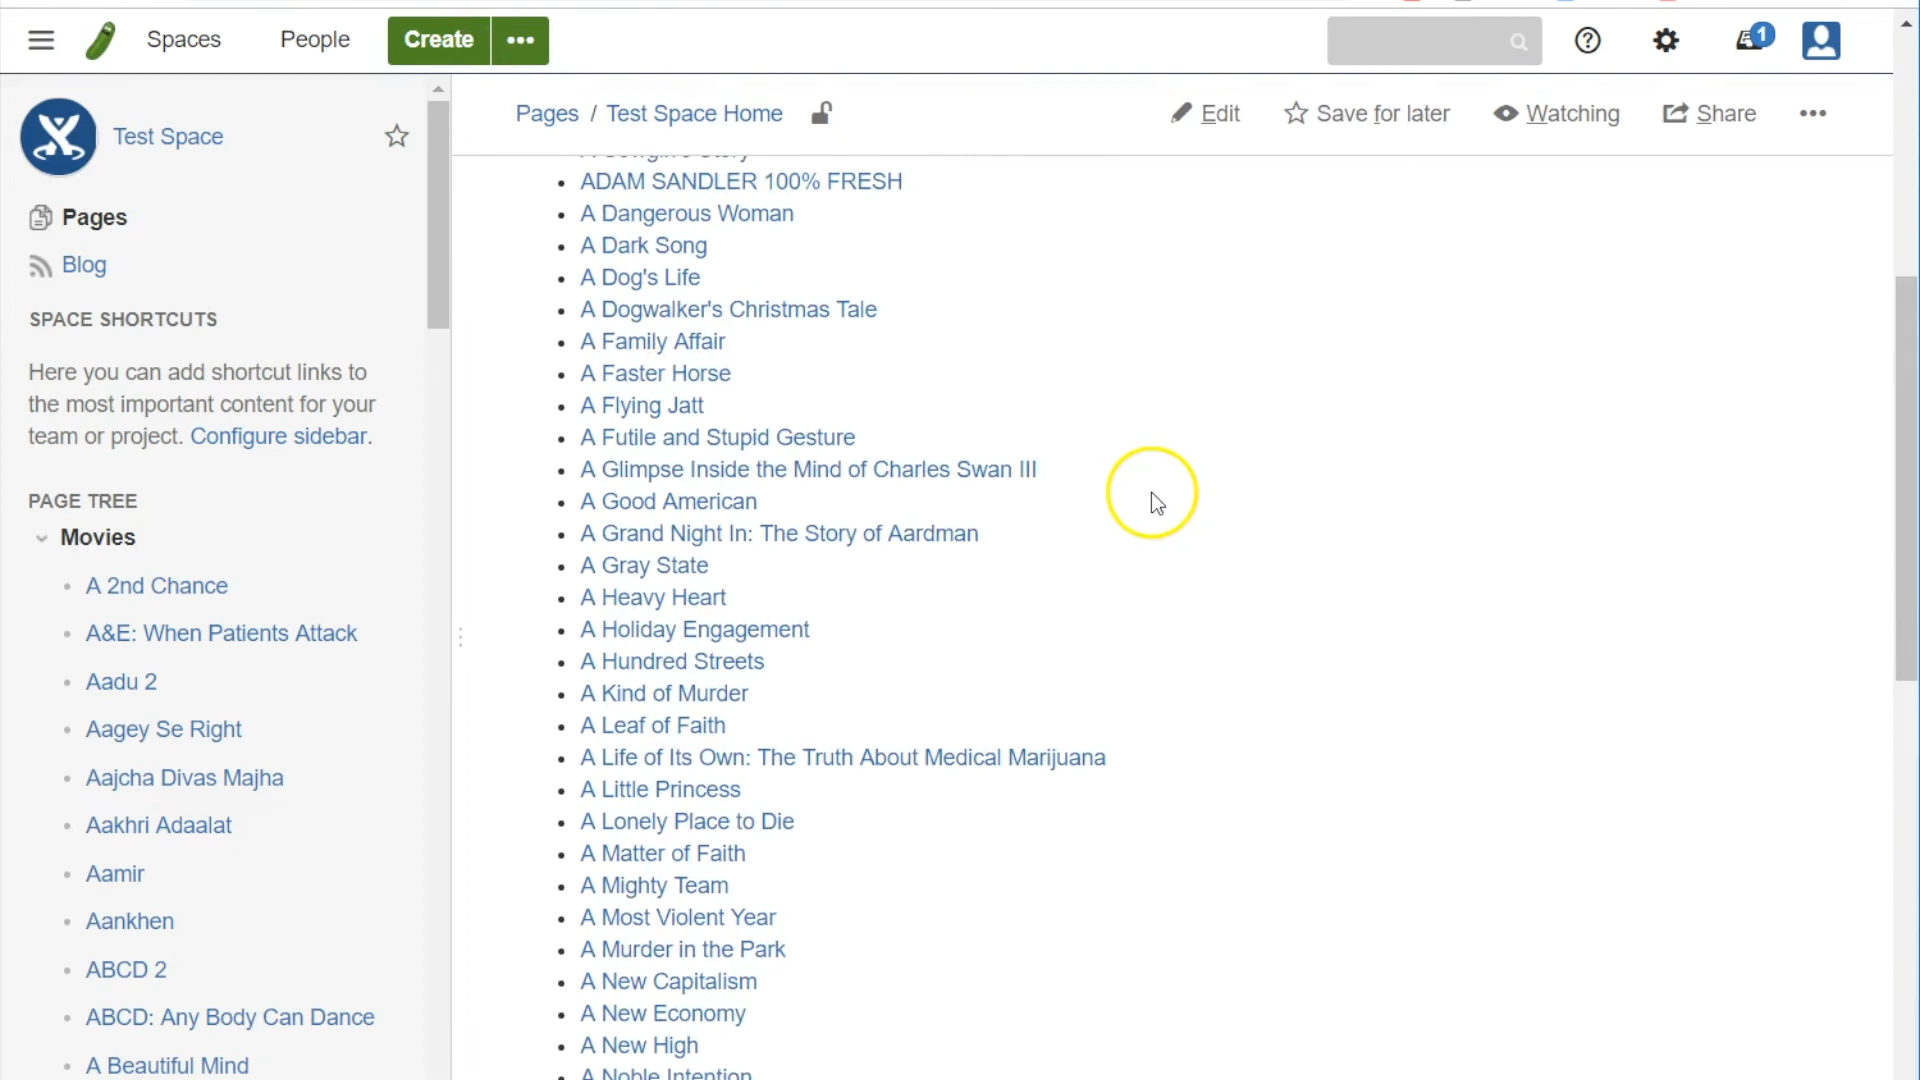 Spaces
People
Create
•••
1
Test Space
Pages
Blog
SPACE SHORTCUTS
Here you can add shortcut links to
the most important content for your
team or project. Configure sidebar.
PAGE TREE
Movies
A 2nd Chance
A&E: When Patients Attack
Aadu 2
Aagey Se Right
Aajcha Divas Majha
Aakhri Adaalat
Aamir
Aankhen
ABCD 2
ABCD: Any Body Can Dance
A Beautiful Mind
Pages / Test Space Home
Edit
Save for later
Watching
Share
•••
ADAM SANDLER 100% FRESH
A Dangerous Woman
A Dark Song
A Dog's Life
A Dogwalker's Christmas Tale
A Family Affair
A Faster Horse
A Flying Jatt
A Futile and Stupid Gesture
A Glimpse Inside the Mind of Charles Swan III
A Good American
A Grand Night In: The Story of Aardman
A Gray State
A Heavy Heart
A Holiday Engagement
A Hundred Streets
A Kind of Murder
A Leaf of Faith
A Life of Its Own: The Truth About Medical Marijuana
A Little Princess
A Lonely Place to Die
A Matter of Faith
A Mighty Team
A Most Violent Year
A Murder in the Park
A New Capitalism
A New Economy
A New High
A Noble Intention